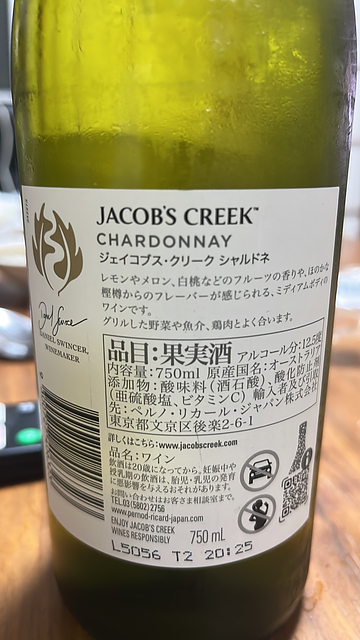 JACOB'S CREEK™
CHARDONNAY
ジェイコブス・クリーク シャルドネ
レモンやメロン、白桃などのフルーツの香りや、ほのかな
樫樽からのフレーバーが感じられる、ミディアムボディの
ワインです。
グリルした野菜や魚介、鶏肉とよく合います。
DANIEL SWINCER,
WINEMAKER
品目:果実酒 アルコール分:12.5度
内容量:750ml 原産国名:オーストラリア
添加物:酸味料(酒石酸)、酸化防止剤
(亜硫酸塩、ビタミンC) 輸入者及び引取
先:ペルノ・リカール・ジャパン株式会社
東京都文京区後楽2-6-1
詳しくはこちら:www.jacobscreek.com
品名:ワイン
飲酒は20歳になってから。妊娠中や
授乳期の飲酒は、胎児・乳児の発育
に悪影響を与えるおそれがあります。
お問い合わせはお客さま相談室まで。
TEL.03(5802)2756
www.pernod-ricard-japan.com
ENJOY JACOB'S CREEK
WINES RESPONSIBLY 750 mL
L5056 T2 20:25